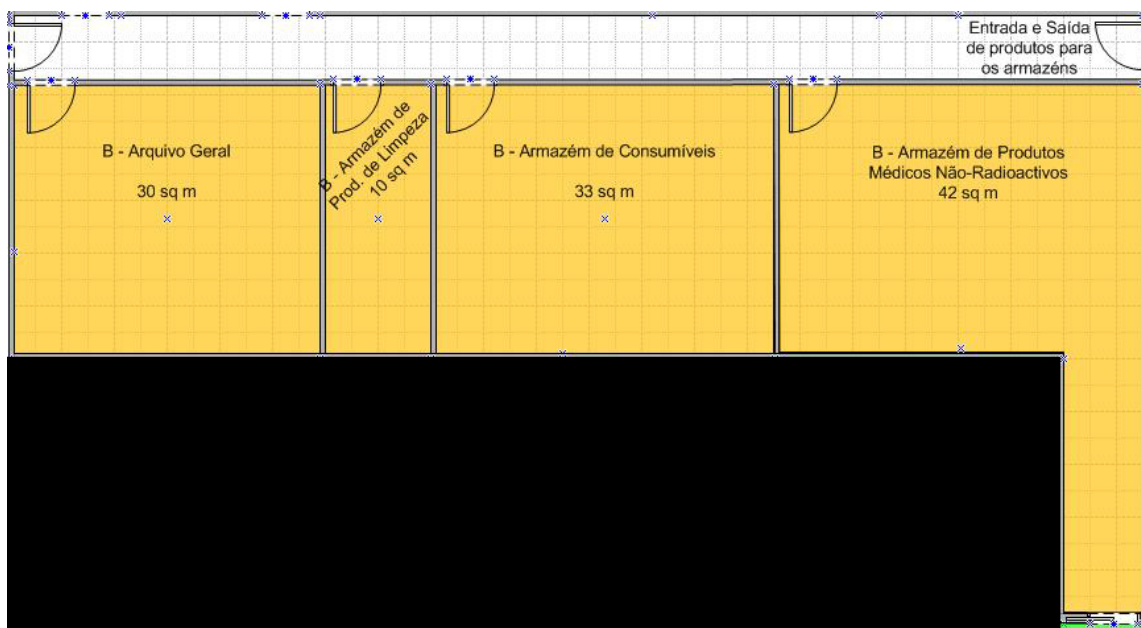 Entrada e Saída
de produtos para
os armazéns
B - Arquivo Geral
30 sq m
B - Armazém de
Prod. de Limpeza
10 sq m
B - Armazém de Consumíveis
33 sq m
B - Armazém de Produtos
Médicos Não-Radioactivos
42 sq m